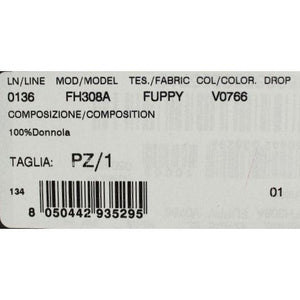 LN/LINE MOD/MODEL TES./FABRIC COL/COLOR. DROP
0136 FH308A FUPPY V0766
COMPOSIZIONE/COMPOSITION
100%Donnola
TAGLIA: PZ/1
134 01
8 050442 935295